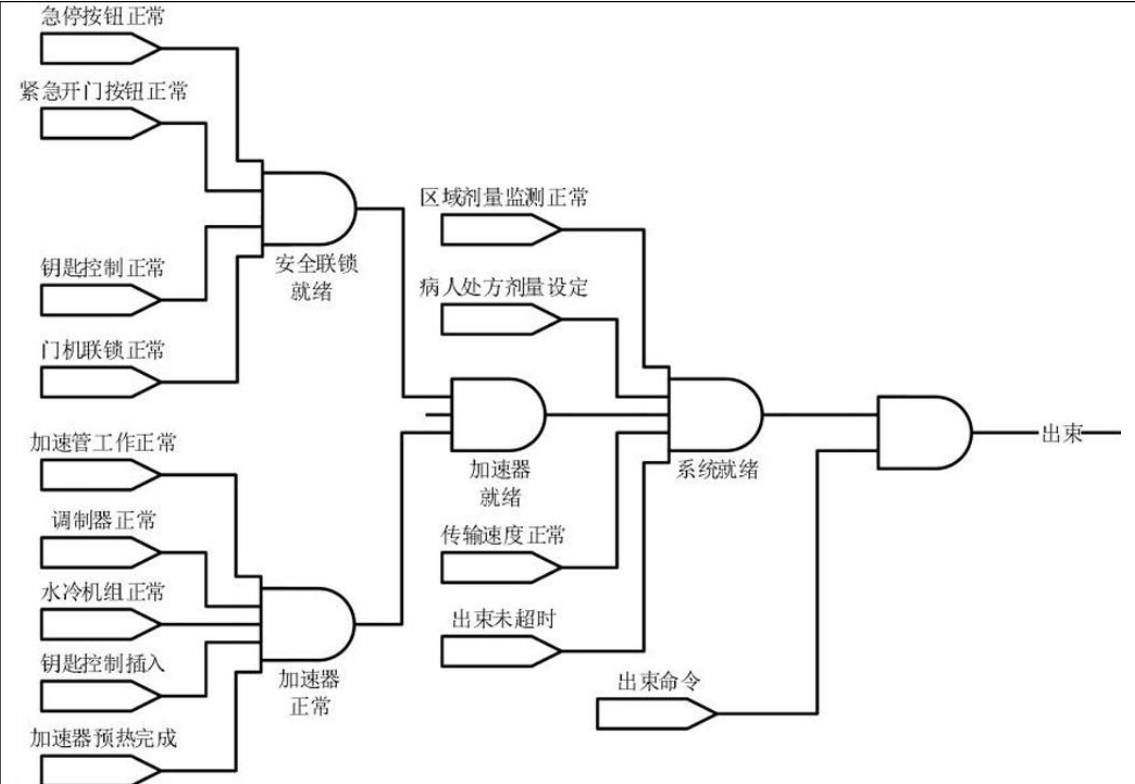 急停按钮正常
紧急开门按钮正常
钥匙控制正常
门机联锁正常
安全联锁
就绪
加速管工作正常
调制器正常
水冷机组正常
钥匙控制插入
加速器预热完成
加速器
正常
区域剂量监测正常
病人处方剂量设定
加速器
就绪
传输速度正常
出束未超时
系统就绪
出束命令
出束